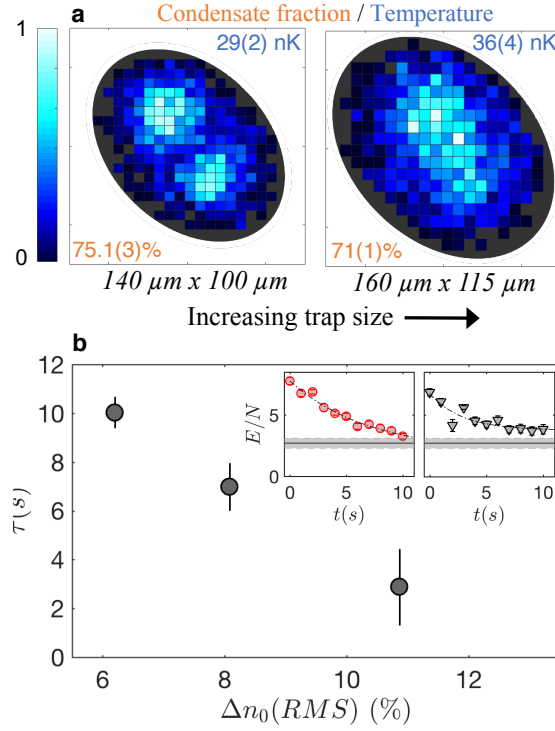 Condensate fraction / Temperature
a
1
0
29(2) nK
36(4) nK
75.1(3)%
71(1)%
140 µm x 100 µm
160 µm x 115 µm
Increasing trap size
b
12
10
8
6
4
2
0
τ(s)
6
8
10
12
Δn₀(RMS) (%)
E/N
5
0
0
5
10
t(s)
0
5
10
t(s)